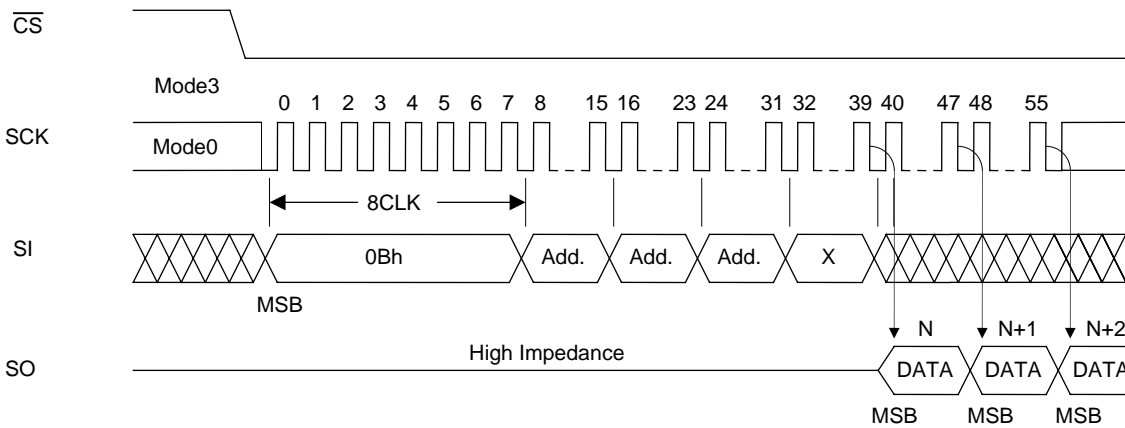 CS
Mode3
0 1 2 3 4 5 6 7 8 15 16 23 24 31 32 39 40 47 48 55
SCK
Mode0
8CLK
SI
0Bh Add. Add. Add. X
MSB
N N+1 N+2
High Impedance
SO
DATA DATA DATA
MSB MSB MSB